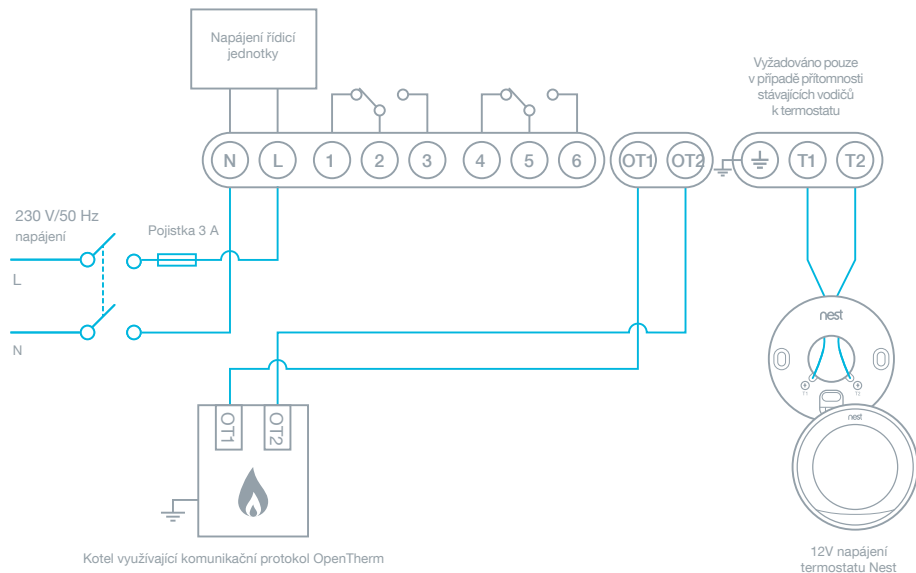 Napájení řídicí
jednotky
Vyžadováno pouze
v případě přítomnosti
stávajících vodičů
k termostatu
N
L
1
2
3
4
5
6
OT1
OT2
T1
T2
230 V/50 Hz
napájení
Pojistka 3 A
L
N
nest
T1
T2
nest
OT1
OT2
Kotel využívající komunikační protokol OpenTherm
12V napájení
termostatu Nest